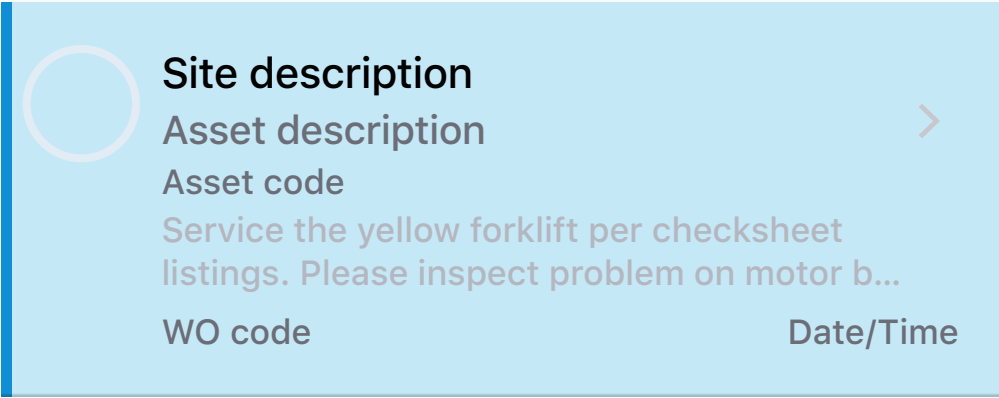 Site description
Asset description
Asset code
Service the yellow forklift per checksheet
listings. Please inspect problem on motor b...
WO code
Date/Time